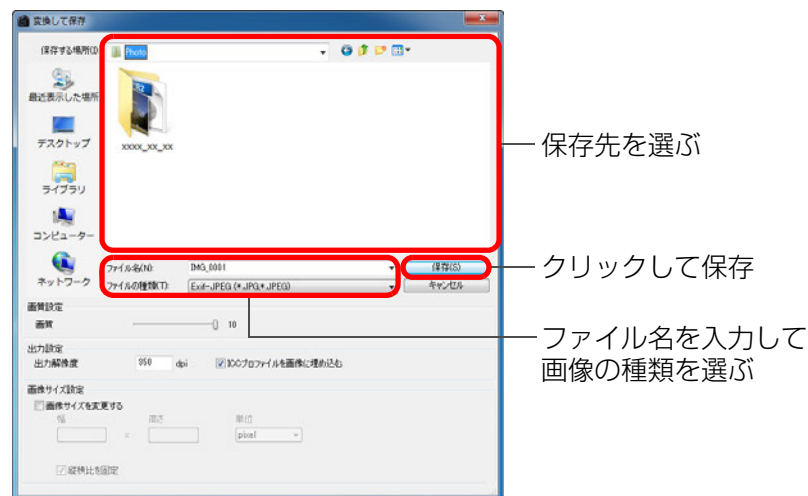 変換して保存
保存する場所(I):
Photo
最近表示した場所
xxxx_xx_xx
デスクトップ
ライブラリ
コンピューター
ネットワーク
ファイル名(N):
IMG_0001
保存(S)
ファイルの種類(T):
Exif-JPEG (*.JPG,*.JPEG)
キャンセル
画質設定
画質
10
出力設定
出力解像度
350
dpi
ICCプロファイルを画像に埋め込む
画像サイズ設定
画像サイズを変更する
幅
高さ
単位
x
pixel
縦横比を固定
保存先を選ぶ
クリックして保存
ファイル名を入力して
画像の種類を選ぶ